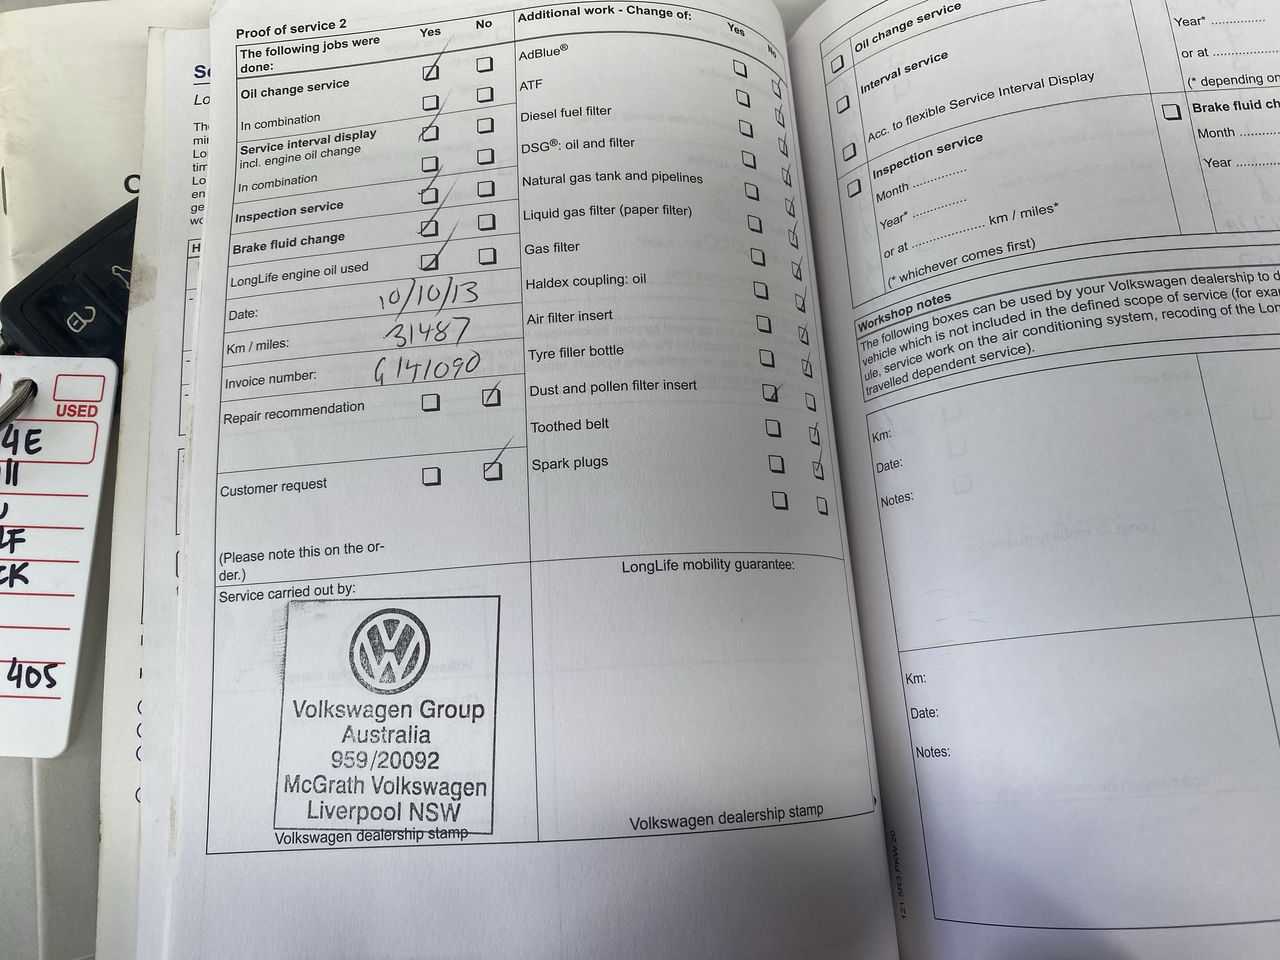 Proof of service 2
Yes
No
The following jobs were
done:
Oil change service
In combination
Service interval display
incl. engine oil change
In combination
Inspection service
Brake fluid change
LongLife engine oil used
Date: 10/10/13
Km / miles: 31487
Invoice number: G141090
Repair recommendation
Customer request
(Please note this on the or-
der.)
Service carried out by:
Volkswagen Group
Australia
959/20092
McGrath Volkswagen
Liverpool NSW
Volkswagen dealership stamp
Additional work - Change of:
Yes
No
AdBlue®
ATF
Diesel fuel filter
DSG®: oil and filter
Natural gas tank and pipelines
Liquid gas filter (paper filter)
Gas filter
Haldex coupling: oil
Air filter insert
Tyre filler bottle
Dust and pollen filter insert
Toothed belt
Spark plugs
LongLife mobility guarantee:
Volkswagen dealership stamp
Oil change service
Interval service
Acc. to flexible Service Interval Display
Inspection service
Month ..............
Year* ..............
or at ................... km / miles*
(* whichever comes first)
Year* ..............
or at
(* depending on
Brake fluid
Month
Year
Workshop notes
The following boxes can be used by your Volkswagen dealership to
vehicle which is not included in the defined scope of service (for
ule, service work on the air conditioning system, recoding of the
travelled dependent service).
Km:
Date:
Notes:
Km:
Date:
Notes:
121.5R3.PKW.20
USED
4E
LF
CK
405